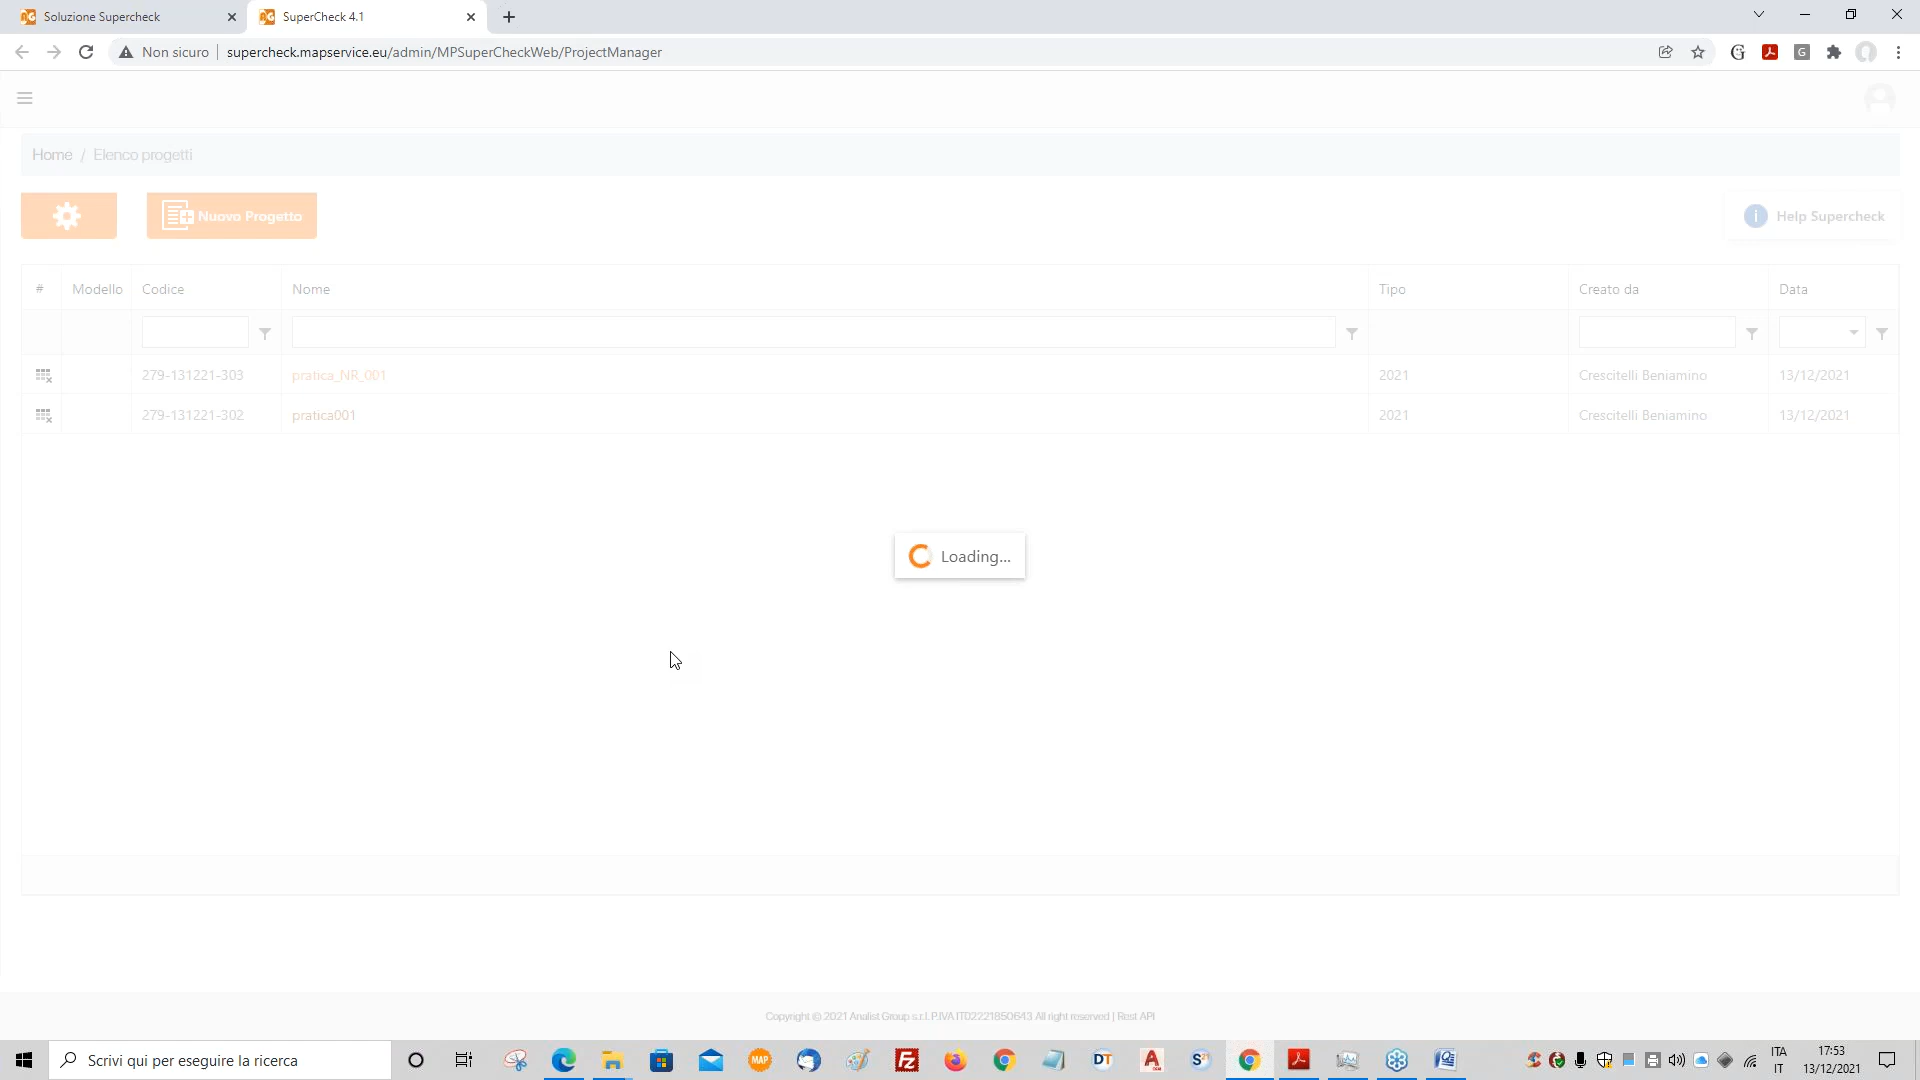 Soluzione Supercheck
SuperCheck 4.1
Non sicuro
supercheck.mapservice.eu/admin/MPSuperCheckWeb/ProjectManager
Home / Elenco progetti
Nuovo Progetto
Help Supercheck
# Modello Codice Nome Tipo Creato da Data
279-131221-303 pratica_NR_001 2021 Crescitelli Beniamino 13/12/2021
279-131221-302 pratica001 2021 Crescitelli Beniamino 13/12/2021
Loading...
Copyright © 2021 Analist Group s.r.l. P.IVA IT02221850643 All right reserved | Rest API
Scrivi qui per eseguire la ricerca
MAP
DT
ITA
IT
17:53
13/12/2021